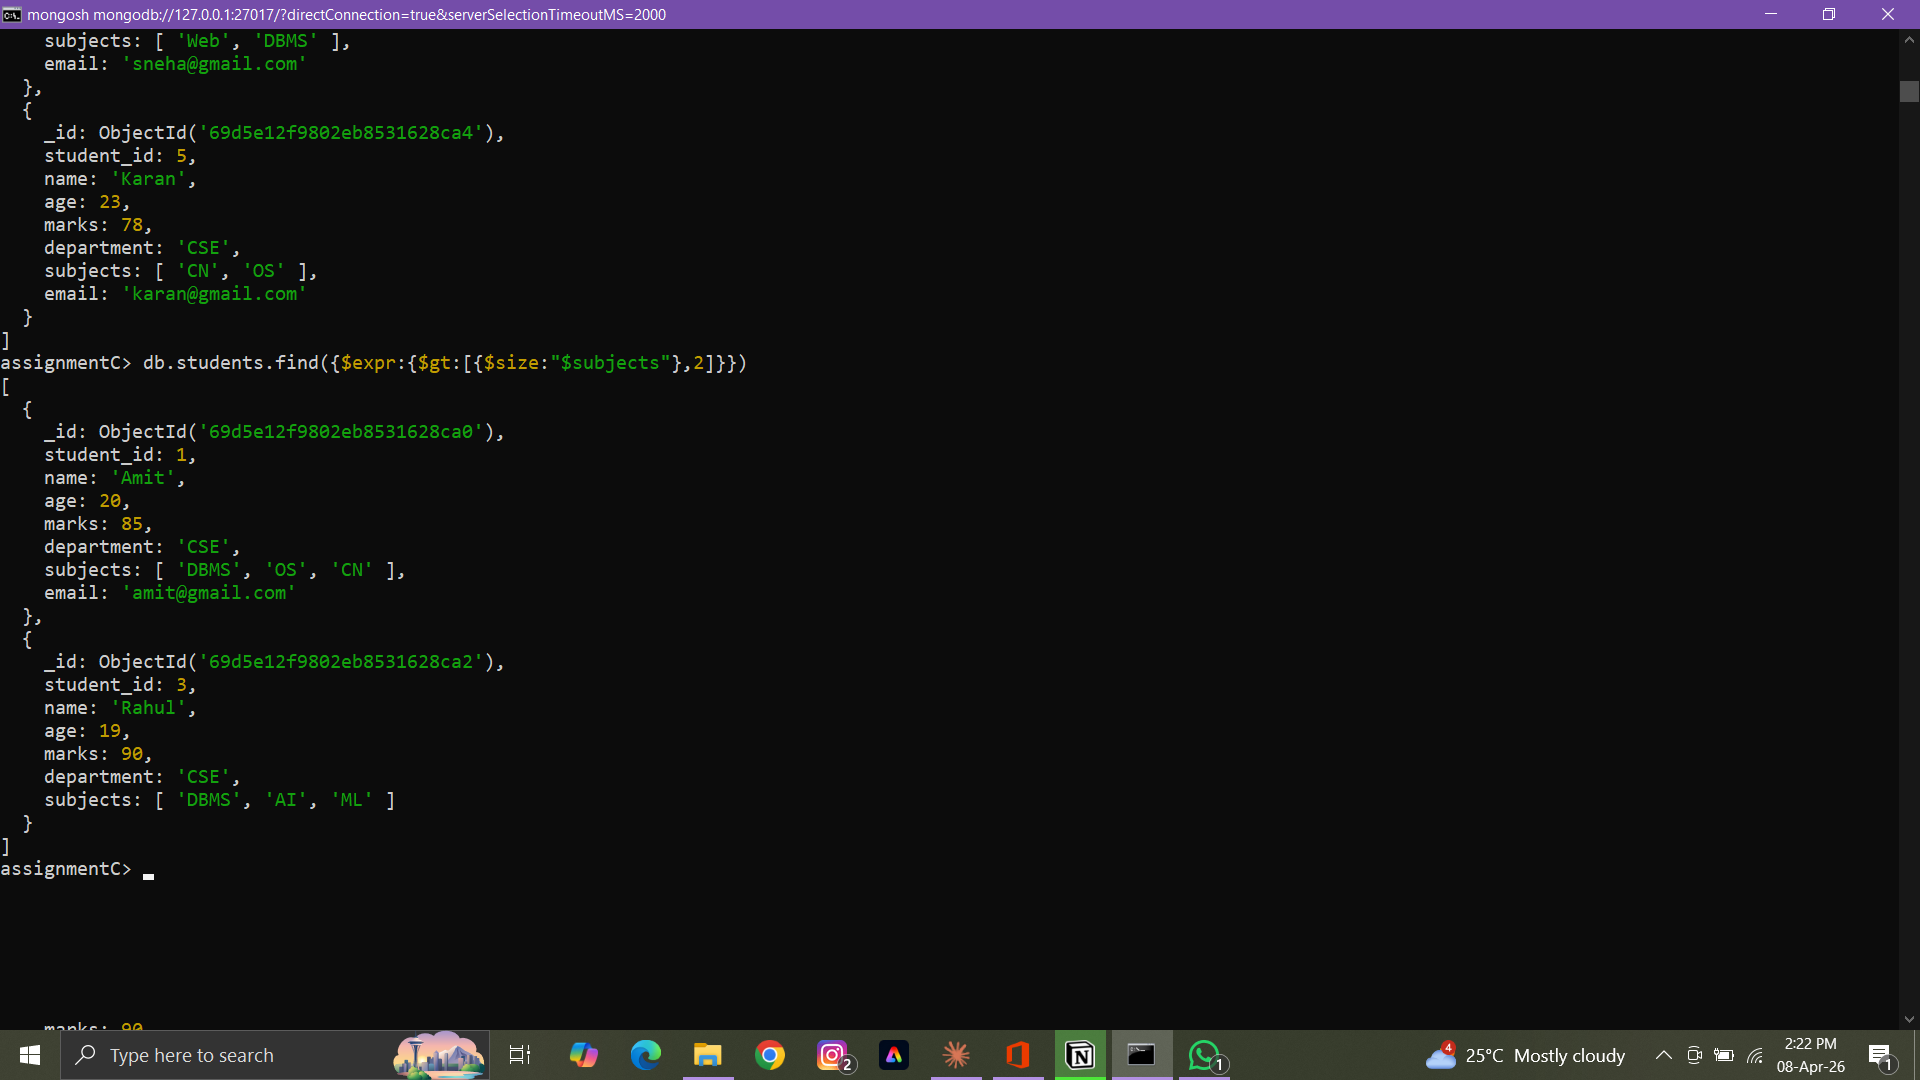 mongosh mongodb://127.0.0.1:27017/?directConnection=true&serverSelectionTimeoutMS=2000
    subjects: [ 'Web', 'DBMS' ],
    email: 'sneha@gmail.com'
  },
  {
    _id: ObjectId('69d5e12f9802eb8531628ca4'),
    student_id: 5,
    name: 'Karan',
    age: 23,
    marks: 78,
    department: 'CSE',
    subjects: [ 'CN', 'OS' ],
    email: 'karan@gmail.com'
  }
]
assignmentC> db.students.find({$expr:{$gt:[{$size:"$subjects"},2]}})
[
  {
    _id: ObjectId('69d5e12f9802eb8531628ca0'),
    student_id: 1,
    name: 'Amit',
    age: 20,
    marks: 85,
    department: 'CSE',
    subjects: [ 'DBMS', 'OS', 'CN' ],
    email: 'amit@gmail.com'
  },
  {
    _id: ObjectId('69d5e12f9802eb8531628ca2'),
    student_id: 3,
    name: 'Rahul',
    age: 19,
    marks: 90,
    department: 'CSE',
    subjects: [ 'DBMS', 'AI', 'ML' ]
  }
]
assignmentC>
    marks: 90
Type here to search
2
1
4
25°C Mostly cloudy
2:22 PM
08-Apr-26
1